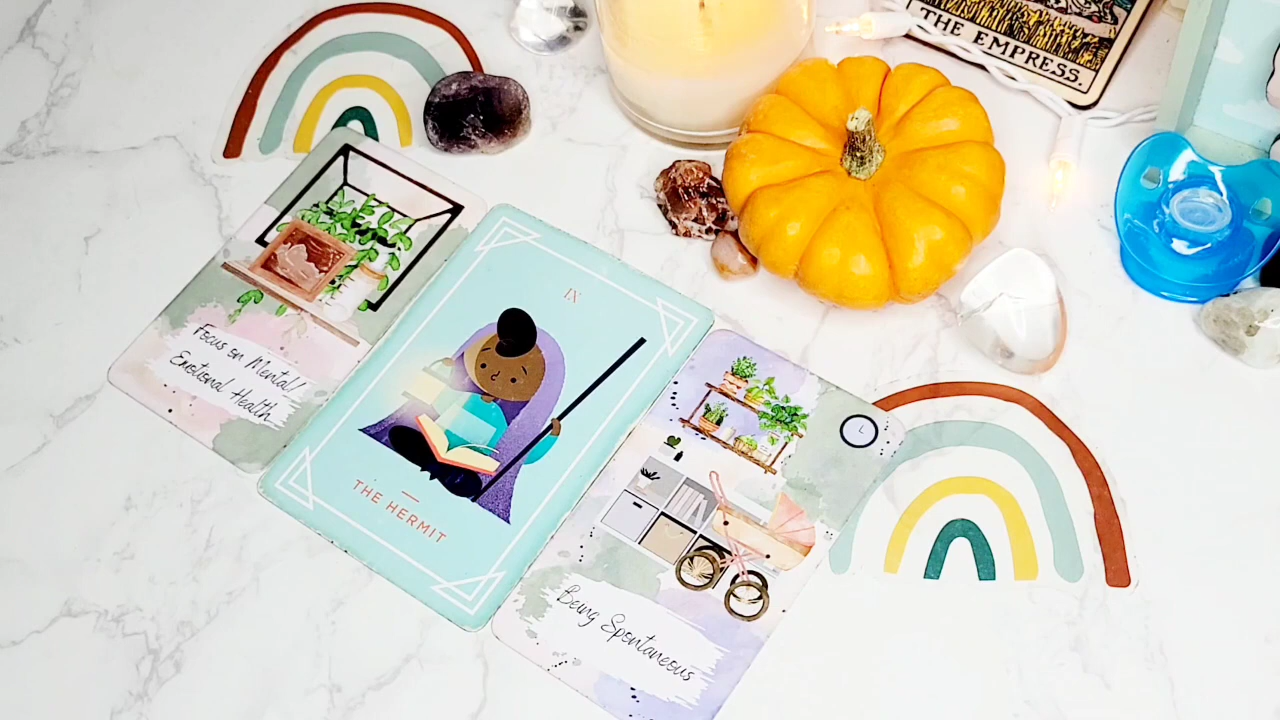 THE EMPRESS.
Focus on Mental/
Emotional Health
IX
THE HERMIT
Being Spontaneous